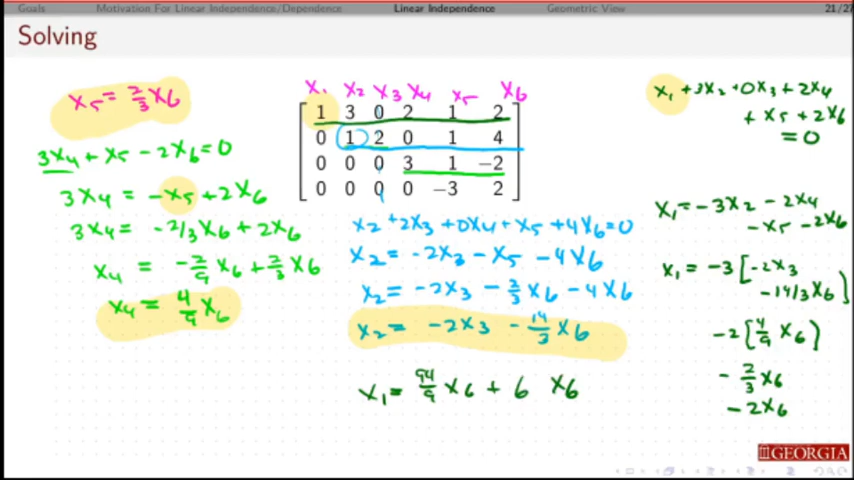 Goals Motivation For Linear Independence/Dependence Linear Independence Geometric View 21/27
Solving
x₅ = 2/3 x₆
3x₄ + x₅ - 2x₆ = 0
3x₄ = -x₅ + 2x₆
3x₄ = -2/3 x₆ + 2x₆
x₄ = -2/9 x₆ + 2/3 x₆
x₄ = 4/9 x₆
x₁ x₂ x₃ x₄ x₅ x₆
1 3 0 2 1 2
0 1 2 0 1 4
0 0 0 3 1 −2
0 0 0 0 −3 2
x₂ + 2x₃ + 0x₄ + x₅ + 4x₆ = 0
x₂ = -2x₃ - x₅ - 4x₆
x₂ = -2x₃ - 2/3 x₆ - 4x₆
x₂ = -2x₃ - 14/3 x₆
x₁ = 94/9 x₆ + 6 x₆
x₁ + 3x₂ + 0x₃ + 2x₄
+ x₅ + 2x₆
= 0
x₁ = -3x₂ - 2x₄
- x₅ - 2x₆
x₁ = -3[-2x₃
- 14/3 x₆]
-2[4/9 x₆]
- 2/3 x₆
- 2x₆
GEORGIA